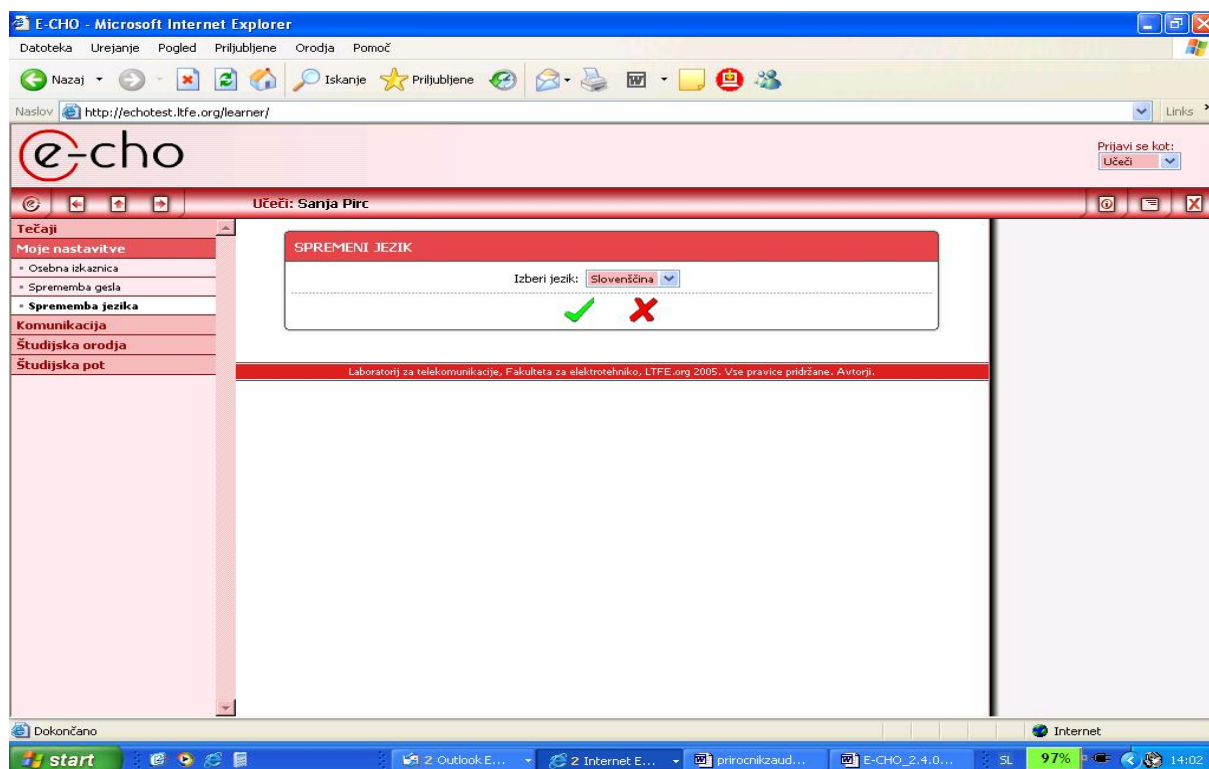 E-CHO - Microsoft Internet Explorer
Datoteka Urejanje Pogled Priljubljene Orodja Pomoč
Nazaj Iskanje Priljubljene
Naslov http://echotest.ltfe.org/learner/ Links
e-cho
Prijavi se kot:
Učeči
Učeči: Sanja Pirc
Tečaji
Moje nastavitve
Osebna izkaznica
Sprememba gesla
Sprememba jezika
Komunikacija
Študijska orodja
Študijska pot
SPREMENI JEZIK
Izberi jezik: Slovenščina
Laboratorij za telekomunikacije, Fakulteta za elektrotehniko, LTFE.org 2005. Vse pravice pridržane. Avtorji.
Dokončano Internet
start 2 Outlook E... 2 Internet E... prirocnikzaud... E-CHO_2.4.0... SL 97% 14:02